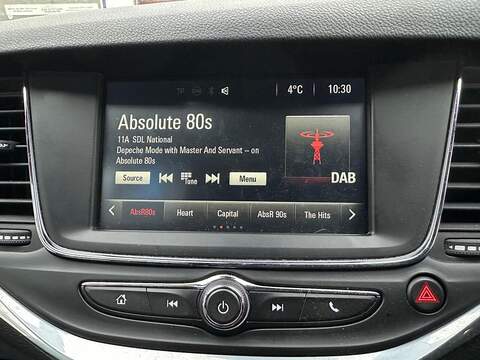 TP
4°C
10:30
Absolute 80s
11A SDL National
Depeche Mode with Master And Servant – on
Absolute 80s
Source
Tune
Menu
DAB
AbsR80s
Heart
Capital
AbsR 90s
The Hits